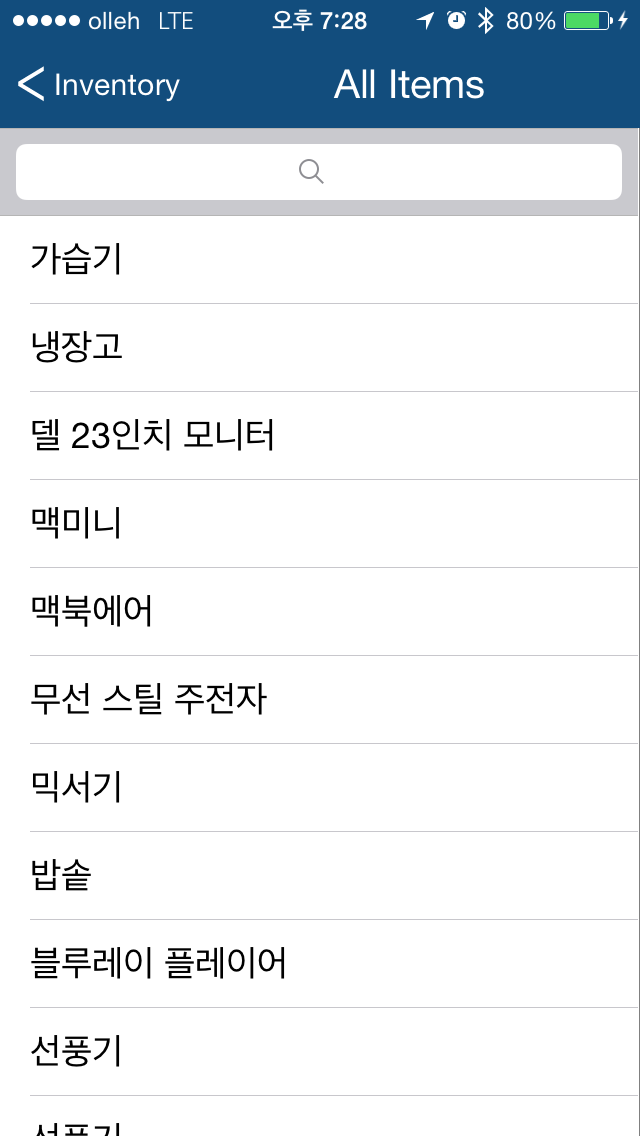 olleh LTE 오후 7:28 80%
Inventory All Items
가습기
냉장고
델 23인치 모니터
맥미니
맥북에어
무선 스틸 주전자
믹서기
밥솥
블루레이 플레이어
선풍기